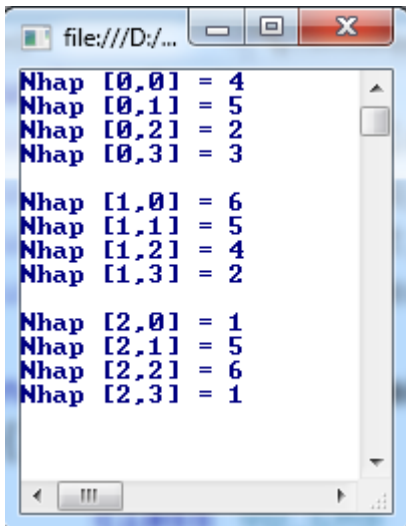 file:///D:/...
Nhap [0,0] = 4
Nhap [0,1] = 5
Nhap [0,2] = 2
Nhap [0,3] = 3
Nhap [1,0] = 6
Nhap [1,1] = 5
Nhap [1,2] = 4
Nhap [1,3] = 2
Nhap [2,0] = 1
Nhap [2,1] = 5
Nhap [2,2] = 6
Nhap [2,3] = 1